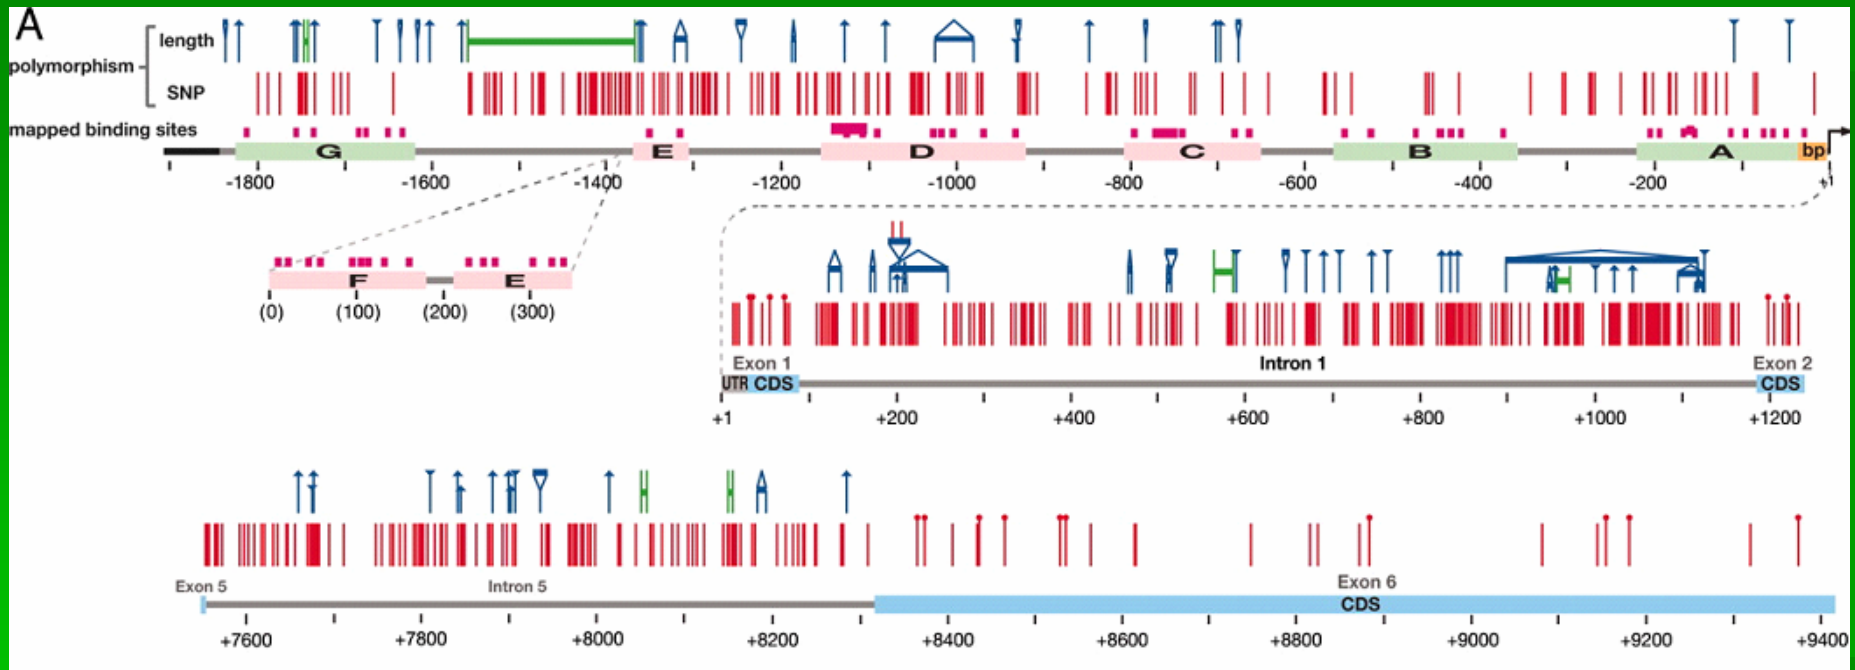 A
length
polymorphism
SNP
mapped binding sites
G E D C B A bp
-1800 -1600 -1400 -1200 -1000 -800 -600 -400 -200 +1
F E
(0) (100) (200) (300)
Exon 1 Intron 1 Exon 2
UTR CDS CDS
+1 +200 +400 +600 +800 +1000 +1200
Exon 5 Intron 5 Exon 6
CDS
+7600 +7800 +8000 +8200 +8400 +8600 +8800 +9000 +9200 +9400